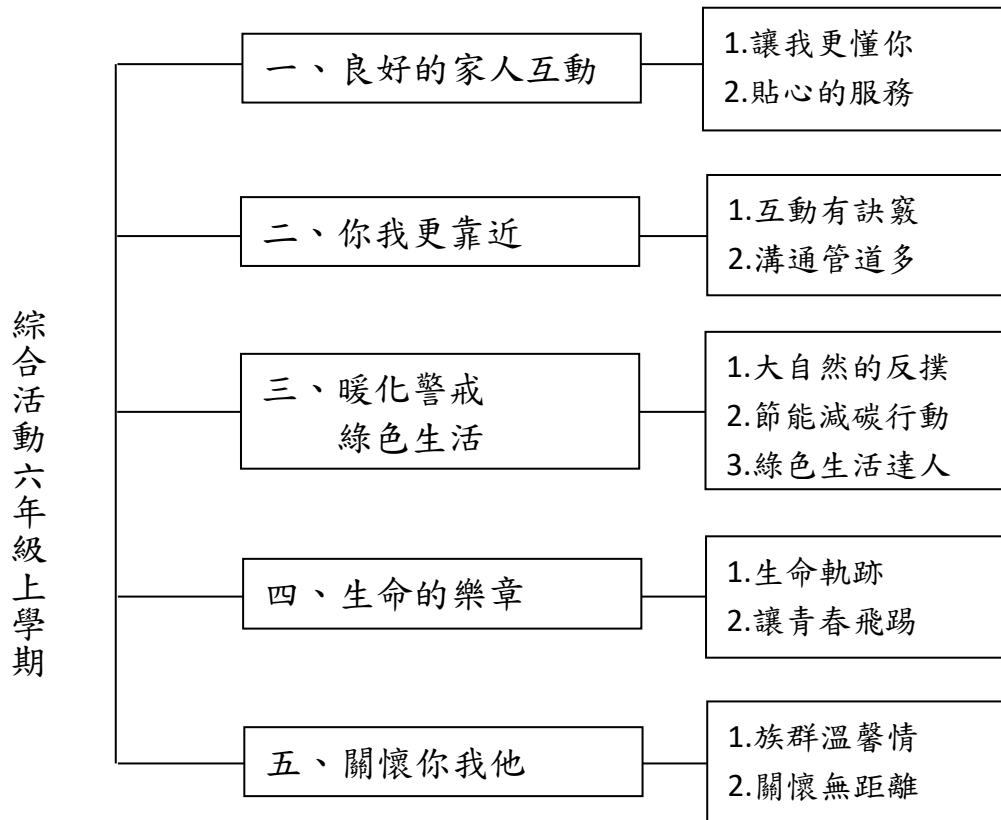 綜合活動六年級上學期
一、良好的家人互動
1.讓我更懂你
2.貼心的服務
二、你我更靠近
1.互動有訣竅
2.溝通管道多
三、暖化警戒
綠色生活
1.大自然的反撲
2.節能減碳行動
3.綠色生活達人
四、生命的樂章
1.生命軌跡
2.讓青春飛踢
五、關懷你我他
1.族群溫馨情
2.關懷無距離